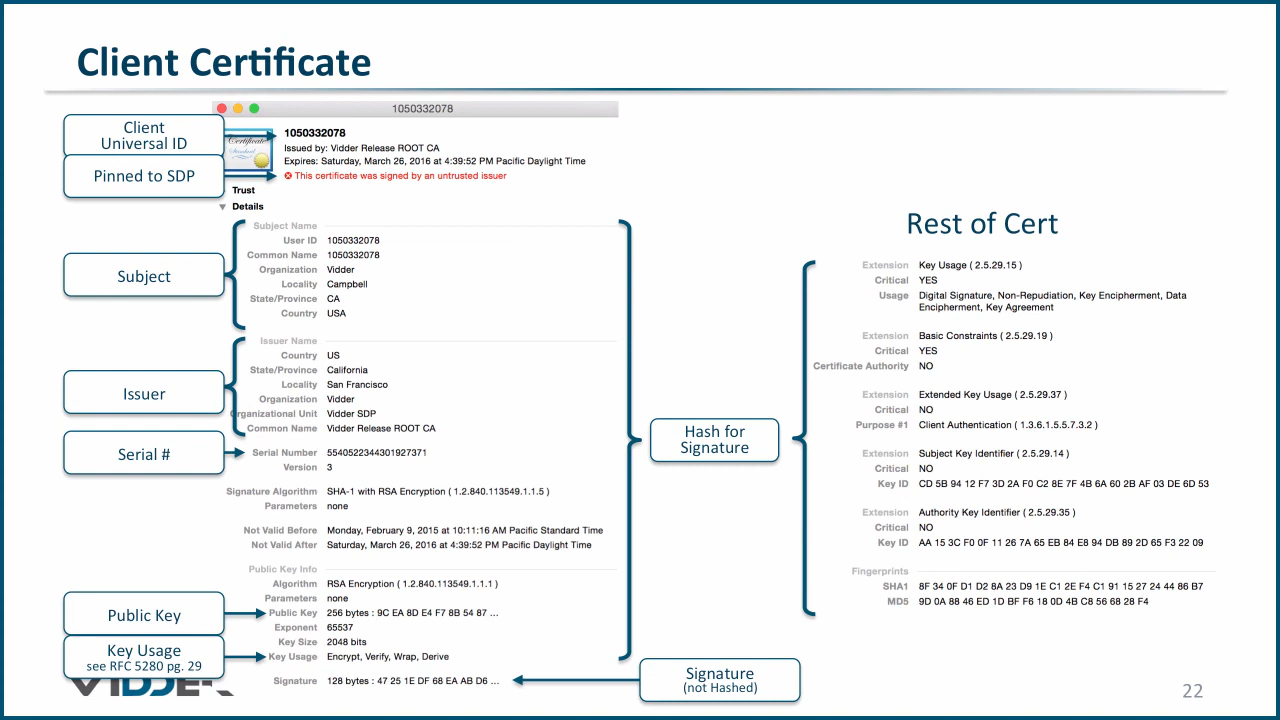 Client Certificate
1050332078
Client
Universal ID
Pinned to SDP
Certificate
Standard
1050332078
Issued by: Vidder Release ROOT CA
Expires: Saturday, March 26, 2016 at 4:39:52 PM Pacific Daylight Time
This certificate was signed by an untrusted issuer
Trust
Details
Subject
Subject Name
User ID 1050332078
Common Name 1050332078
Organization Vidder
Locality Campbell
State/Province CA
Country USA
Issuer
Issuer Name
Country US
State/Province California
Locality San Francisco
Organization Vidder
Organizational Unit Vidder SDP
Common Name Vidder Release ROOT CA
Serial #
Serial Number 5540522344301927371
Version 3
Signature Algorithm SHA-1 with RSA Encryption ( 1.2.840.113549.1.1.5 )
Parameters none
Not Valid Before Monday, February 9, 2015 at 10:11:16 AM Pacific Standard Time
Not Valid After Saturday, March 26, 2016 at 4:39:52 PM Pacific Daylight Time
Public Key Info
Algorithm RSA Encryption ( 1.2.840.113549.1.1.1 )
Parameters none
Public Key
Public Key 256 bytes : 9C EA 8D E4 F7 8B 54 87 ...
Exponent 65537
Key Size 2048 bits
Key Usage
see RFC 5280 pg. 29
Key Usage Encrypt, Verify, Wrap, Derive
Signature 128 bytes : 47 25 1E DF 68 EA AB D6 ...
Signature
(not Hashed)
Hash for
Signature
Rest of Cert
Extension Key Usage ( 2.5.29.15 )
Critical YES
Usage Digital Signature, Non-Repudiation, Key Encipherment, Data
Encipherment, Key Agreement
Extension Basic Constraints ( 2.5.29.19 )
Critical YES
Certificate Authority NO
Extension Extended Key Usage ( 2.5.29.37 )
Critical NO
Purpose #1 Client Authentication ( 1.3.6.1.5.5.7.3.2 )
Extension Subject Key Identifier ( 2.5.29.14 )
Critical NO
Key ID CD 5B 94 12 F7 3D 2A F0 C2 8E 7F 4B 6A 60 2B AF 03 DE 6D 53
Extension Authority Key Identifier ( 2.5.29.35 )
Critical NO
Key ID AA 15 3C F0 0F 11 26 7A 65 EB 84 E8 94 DB 89 2D 65 F3 22 09
Fingerprints
SHA1 8F 34 0F D1 D2 8A 23 D9 1E C1 2E F4 C1 91 15 27 24 44 86 B7
MD5 9D 0A 88 46 ED 1D BF F6 18 0D 4B C8 56 68 28 F4
VIDDER
22